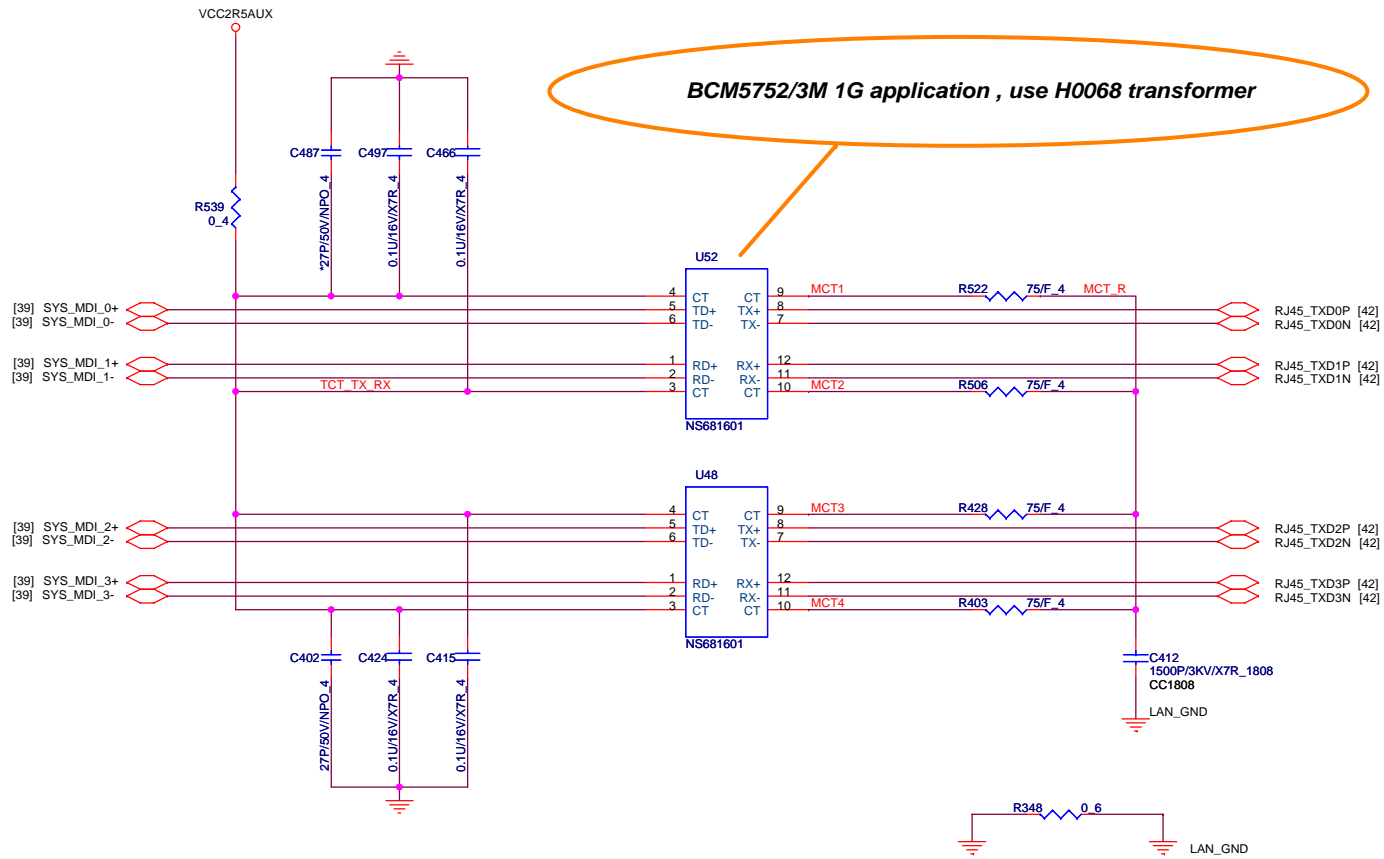 VCC2R5AUX
BCM5752/3M 1G application , use H0068 transformer
C487
C497
C466
*27P/50V/NPO_4
0.1U/16V/X7R_4
0.1U/16V/X7R_4
R539
0_4
U52
[39] SYS_MDI_0+
[39] SYS_MDI_0-
[39] SYS_MDI_1+
[39] SYS_MDI_1-
TCT_TX_RX
4 CT CT 9
5 TD+ TX+ 8
6 TD- TX- 7
1 RD+ RX+ 12
2 RD- RX- 11
3 CT CT 10
NS681601
MCT1
R522 75/F_4
MCT_R
RJ45_TXD0P [42]
RJ45_TXD0N [42]
RJ45_TXD1P [42]
RJ45_TXD1N [42]
MCT2
R506 75/F_4
U48
[39] SYS_MDI_2+
[39] SYS_MDI_2-
[39] SYS_MDI_3+
[39] SYS_MDI_3-
4 CT CT 9
5 TD+ TX+ 8
6 TD- TX- 7
1 RD+ RX+ 12
2 RD- RX- 11
3 CT CT 10
NS681601
MCT3
R428 75/F_4
RJ45_TXD2P [42]
RJ45_TXD2N [42]
RJ45_TXD3P [42]
RJ45_TXD3N [42]
MCT4
R403 75/F_4
C402
C424
C415
27P/50V/NPO_4
0.1U/16V/X7R_4
0.1U/16V/X7R_4
C412
1500P/3KV/X7R_1808
CC1808
LAN_GND
R348 0_6
LAN_GND